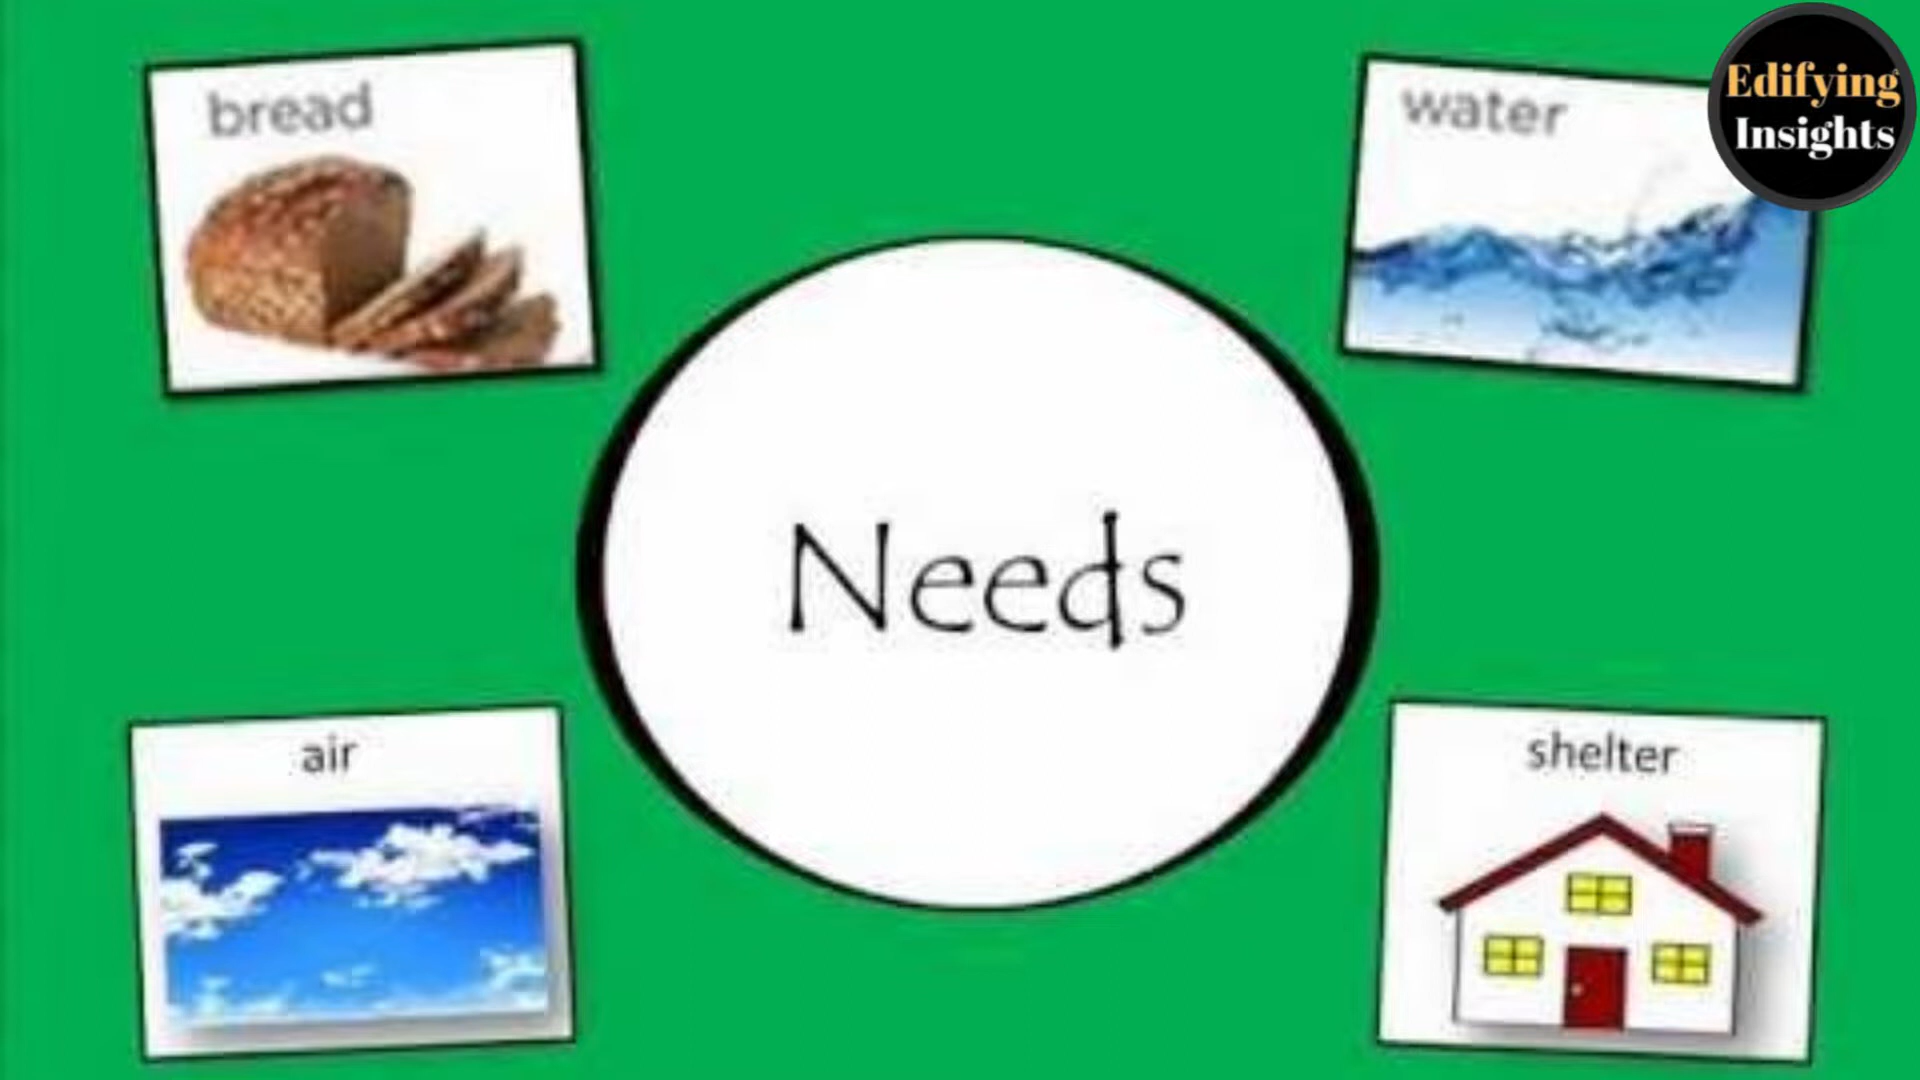 bread
water
Edifying
Insights
Needs
air
shelter